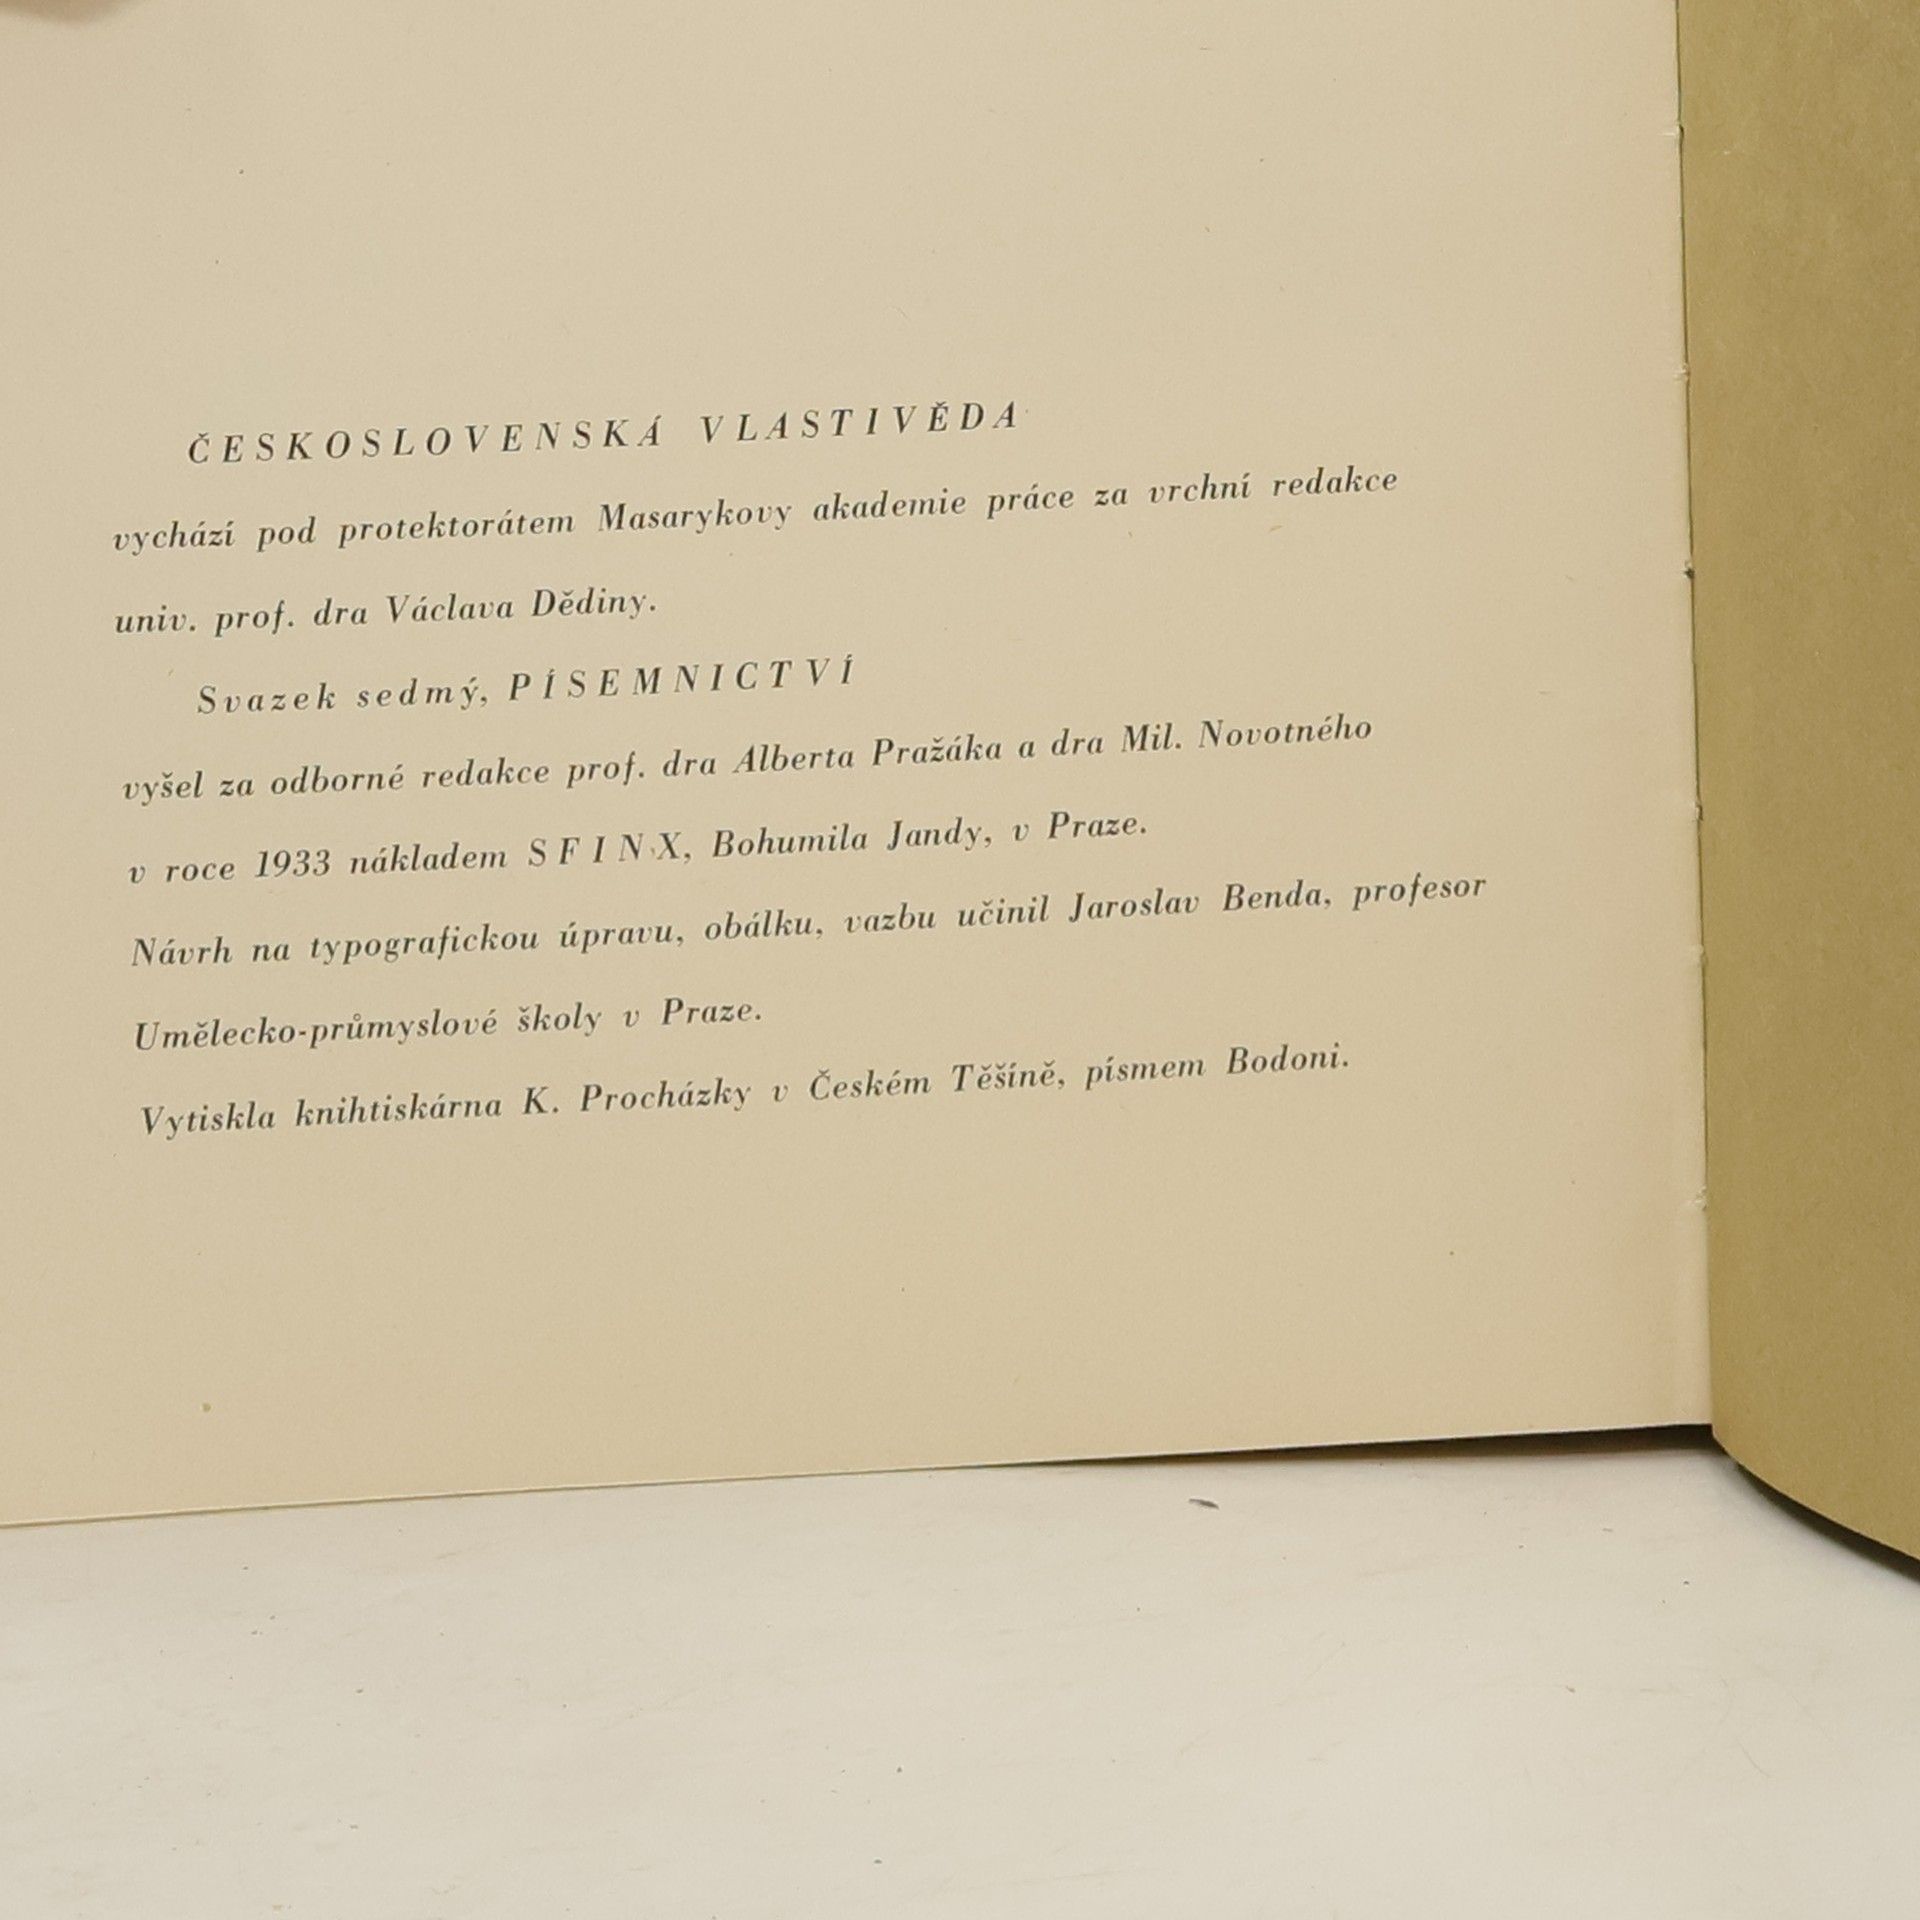 ČESKOSLOVENSKÁ VLASTIVĚDA
vychází pod protektorátem Masarykovy akademie práce za vrchní redakce
univ. prof. dra Václava Dědiny.
Svazek sedmý, PÍSEMNICTVÍ
vyšel za odborné redakce prof. dra Alberta Pražáka a dra Mil. Novotného
v roce 1933 nákladem SFINX, Bohumila Jandy, v Praze.
Návrh na typografickou úpravu, obálku, vazbu učinil Jaroslav Benda, profesor
Umělecko-průmyslové školy v Praze.
Vytiskla knihtiskárna K. Procházky v Českém Těšíně, písmem Bodoni.